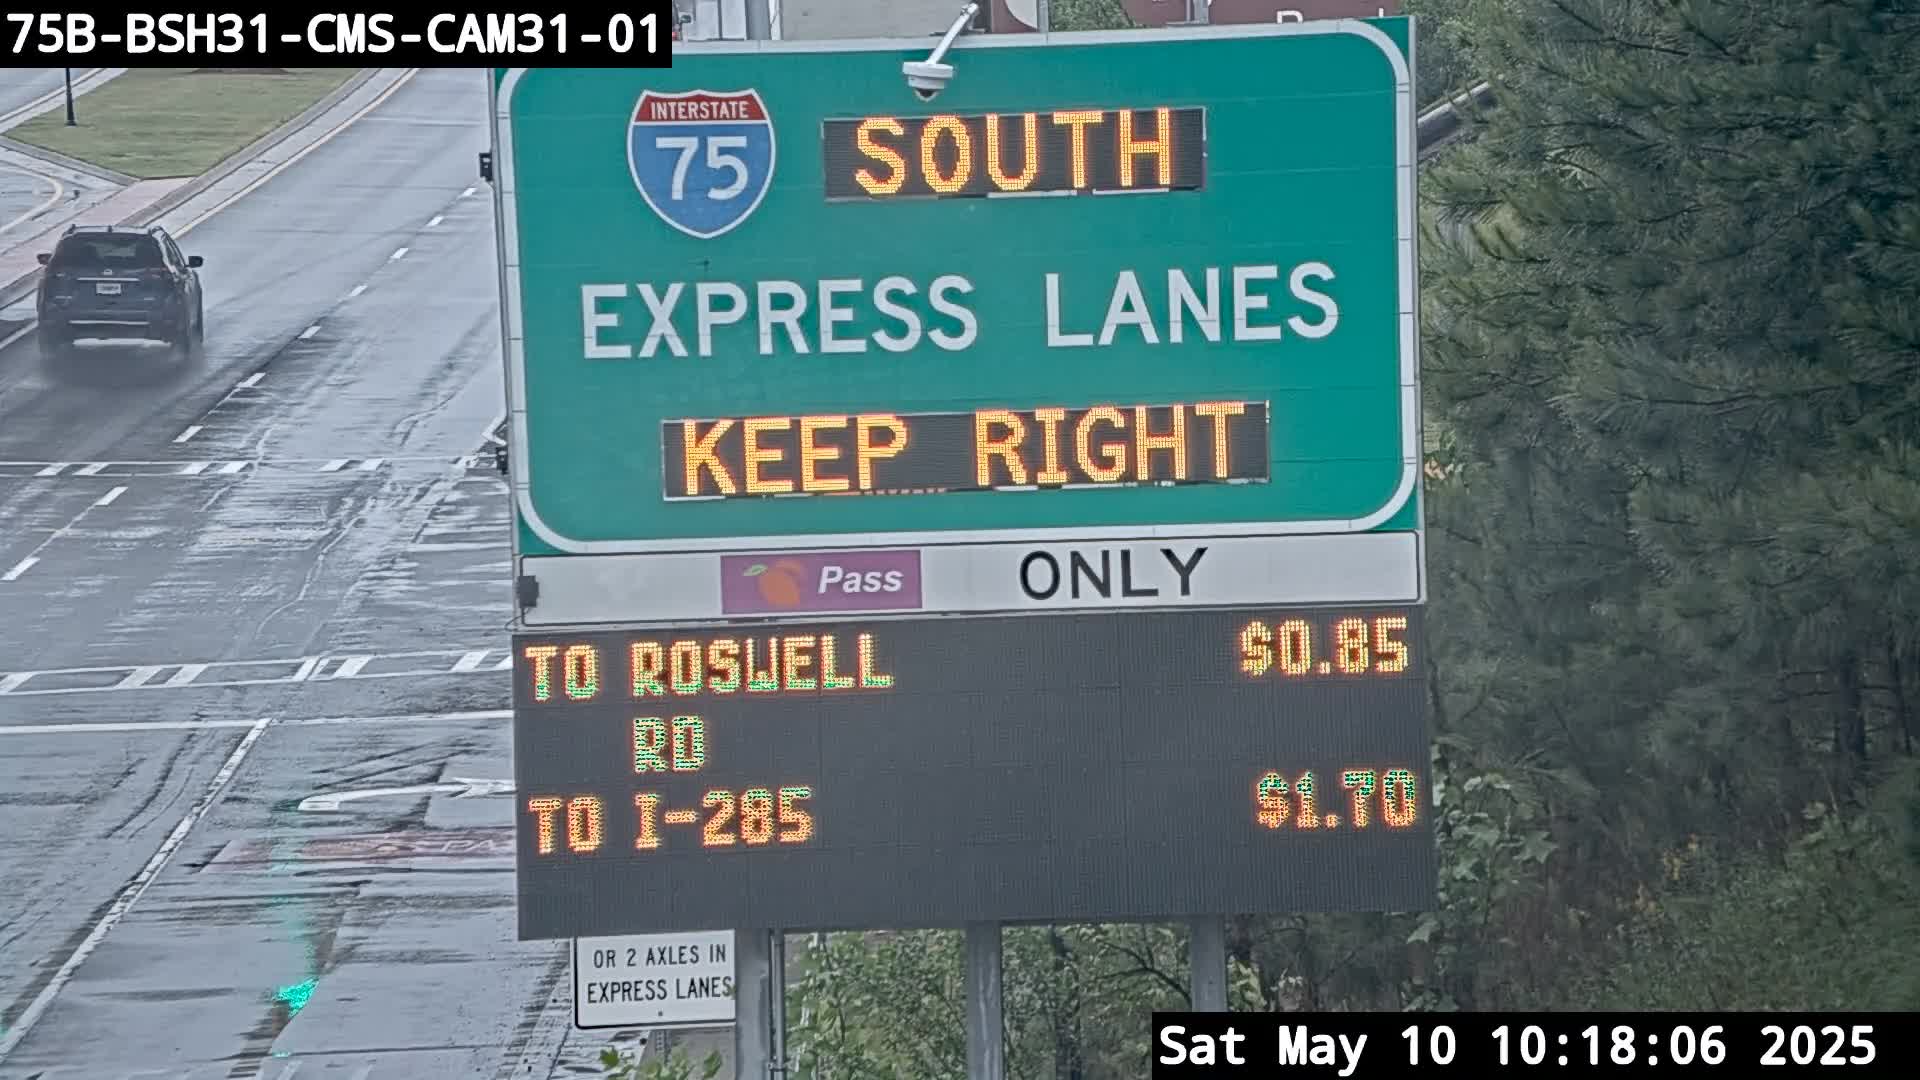 75B-BSH31-CMS-CAM31-01
INTERSTATE
75
SOUTH
EXPRESS LANES
KEEP RIGHT
Pass
ONLY
TO ROSWELL $0.85
RD
TO I-285 $1.70
OR 2 AXLES IN
EXPRESS LANES
Sat May 10 10:18:06 2025